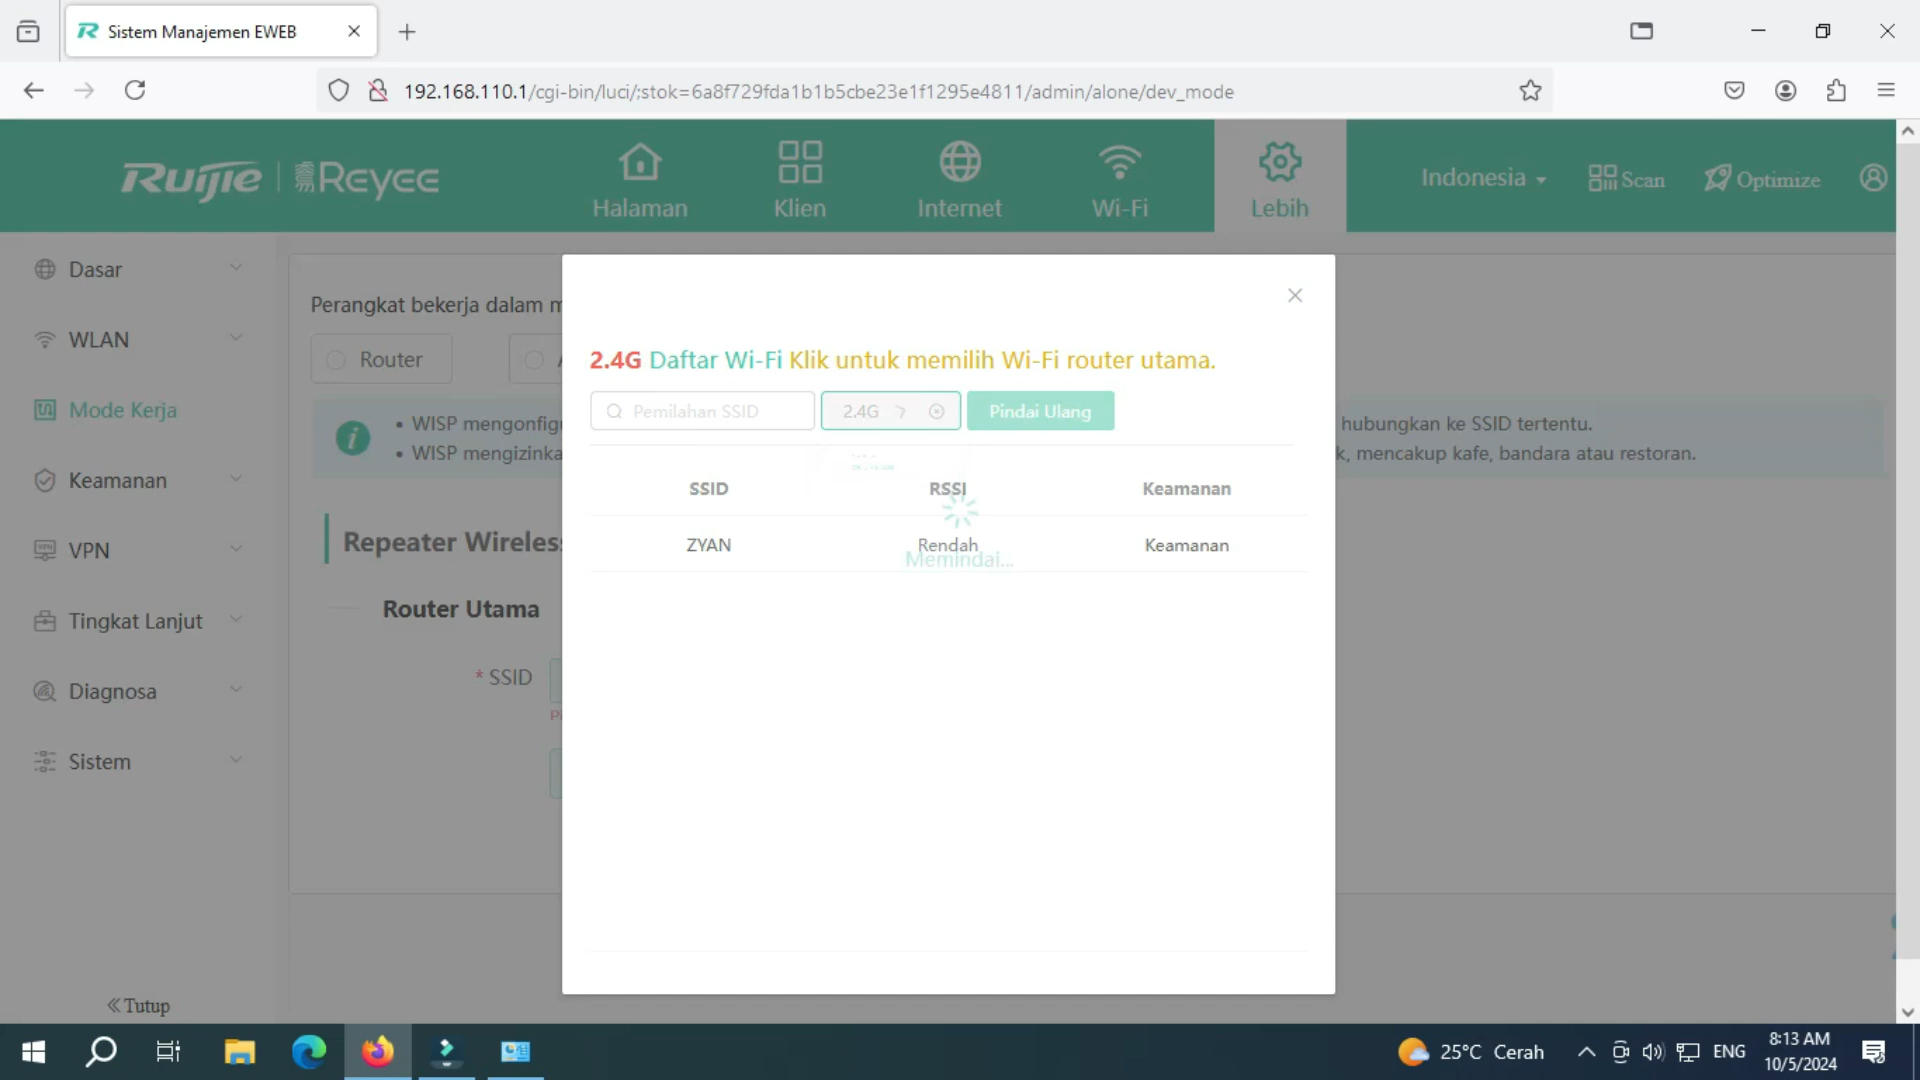 Sistem Manajemen EWEB
192.168.110.1/cgi-bin/luci/;stok=6a8f729fda1b1b5cbe23e1f1295e4811/admin/alone/dev_mode
Ruijie | Reyee
Halaman
Klien
Internet
Wi-Fi
Lebih
Indonesia
Scan
Optimize
Dasar
WLAN
Mode Kerja
Keamanan
VPN
Tingkat Lanjut
Diagnosa
Sistem
Tutup
Perangkat bekerja dalam m
Router
• WISP mengonfigu
hubungkan ke SSID tertentu.
• WISP mengizinka
k, mencakup kafe, bandara atau restoran.
Repeater Wireless
Router Utama
* SSID
2.4G Daftar Wi-Fi Klik untuk memilih Wi-Fi router utama.
Pemilahan SSID
2.4G
Pindai Ulang
SSID RSSI Keamanan
ZYAN Rendah Keamanan
Memindai...
25°C Cerah
ENG
8:13 AM
10/5/2024